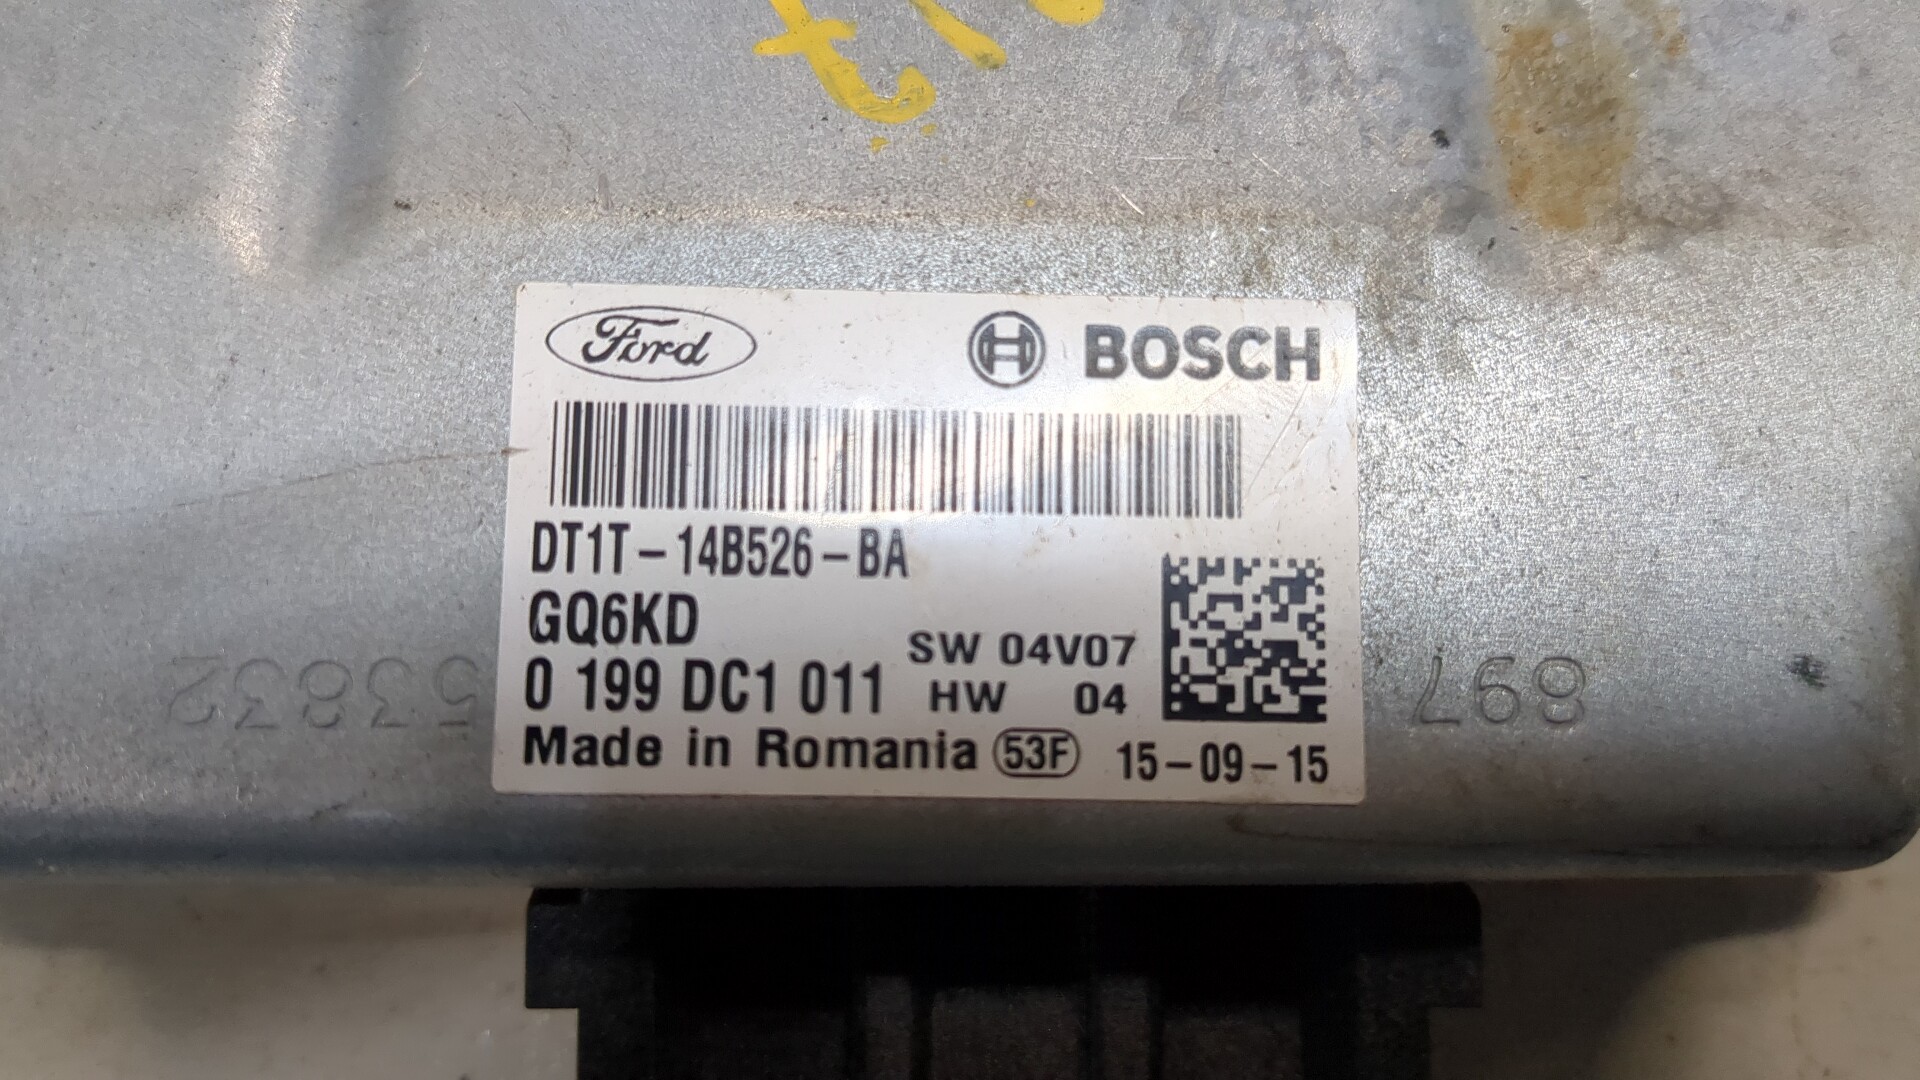 Ford
BOSCH
DT1T-14B526-BA
GQ6KD
0 199 DC1 011
SW 04V07
HW 04
Made in Romania 53F 15-09-15
53832
897